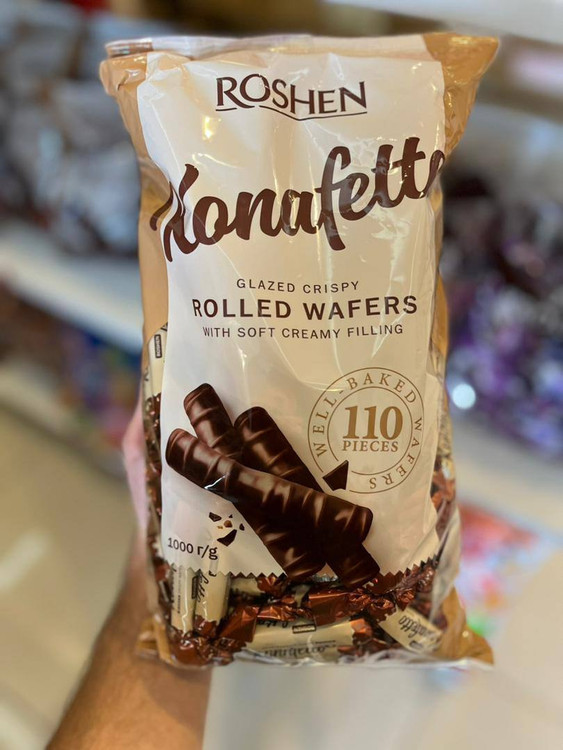 ROSHEN
Konafetto
GLAZED CRISPY
ROLLED WAFERS
WITH SOFT CREAMY FILLING
WELL-BAKED WAFERS
110
PIECES
1000 г/g